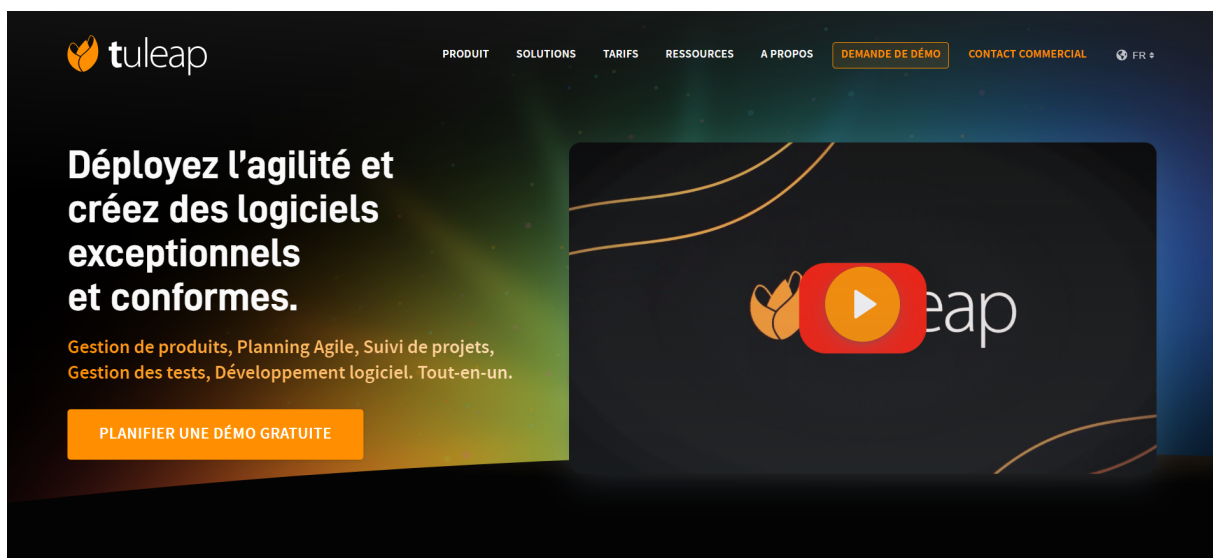 tuleap
PRODUIT
SOLUTIONS
TARIFS
RESSOURCES
A PROPOS
DEMANDE DE DÉMO
CONTACT COMMERCIAL
FR
Déployez l'agilité et
créez des logiciels
exceptionnels
et conformes.
Gestion de produits, Planning Agile, Suivi de projets,
Gestion des tests, Développement logiciel. Tout-en-un.
PLANIFIER UNE DÉMO GRATUITE
eap